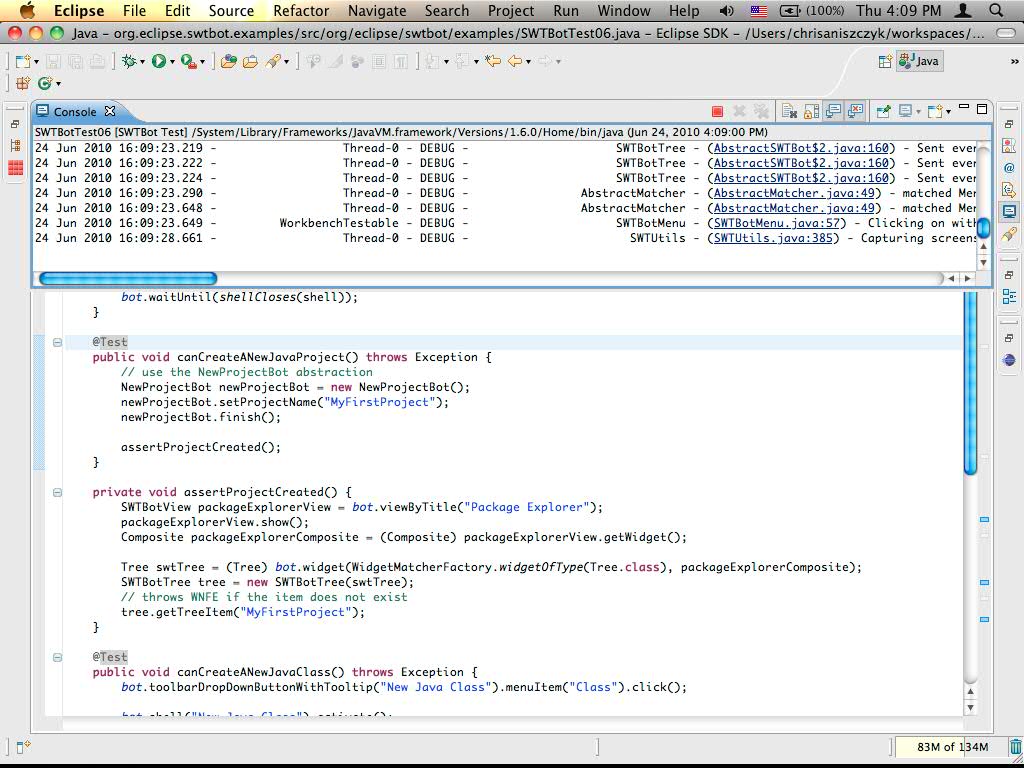 Eclipse File Edit Source Refactor Navigate Search Project Run Window Help (100%) Thu 4:09 PM
Java – org.eclipse.swtbot.examples/src/org/eclipse/swtbot/examples/SWTBotTest06.java – Eclipse SDK – /Users/chrisaniszczyk/workspaces/...
Java
Console
SWTBotTest06 [SWTBot Test] /System/Library/Frameworks/JavaVM.framework/Versions/1.6.0/Home/bin/java (Jun 24, 2010 4:09:00 PM)
24 Jun 2010 16:09:23.219 - Thread-0 - DEBUG - SWTBotTree - (AbstractSWTBot$2.java:160) - Sent ever
24 Jun 2010 16:09:23.222 - Thread-0 - DEBUG - SWTBotTree - (AbstractSWTBot$2.java:160) - Sent ever
24 Jun 2010 16:09:23.224 - Thread-0 - DEBUG - SWTBotTree - (AbstractSWTBot$2.java:160) - Sent ever
24 Jun 2010 16:09:23.290 - Thread-0 - DEBUG - AbstractMatcher - (AbstractMatcher.java:49) - matched Mer
24 Jun 2010 16:09:23.648 - Thread-0 - DEBUG - AbstractMatcher - (AbstractMatcher.java:49) - matched Mer
24 Jun 2010 16:09:23.649 - WorkbenchTestable - DEBUG - SWTBotMenu - (SWTBotMenu.java:57) - Clicking on with
24 Jun 2010 16:09:28.661 - Thread-0 - DEBUG - SWTUtils - (SWTUtils.java:385) - Capturing screens
bot.waitUntil(shellCloses(shell));
}
@Test
public void canCreateANewJavaProject() throws Exception {
// use the NewProjectBot abstraction
NewProjectBot newProjectBot = new NewProjectBot();
newProjectBot.setProjectName("MyFirstProject");
newProjectBot.finish();
assertProjectCreated();
}
private void assertProjectCreated() {
SWTBotView packageExplorerView = bot.viewByTitle("Package Explorer");
packageExplorerView.show();
Composite packageExplorerComposite = (Composite) packageExplorerView.getWidget();
Tree swtTree = (Tree) bot.widget(WidgetMatcherFactory.widgetOfType(Tree.class), packageExplorerComposite);
SWTBotTree tree = new SWTBotTree(swtTree);
// throws WNFE if the item does not exist
tree.getTreeItem("MyFirstProject");
}
@Test
public void canCreateANewJavaClass() throws Exception {
bot.toolbarDropDownButtonWithTooltip("New Java Class").menuItem("Class").click();
bot.shell("New Java Class").activate();
83M of 134M